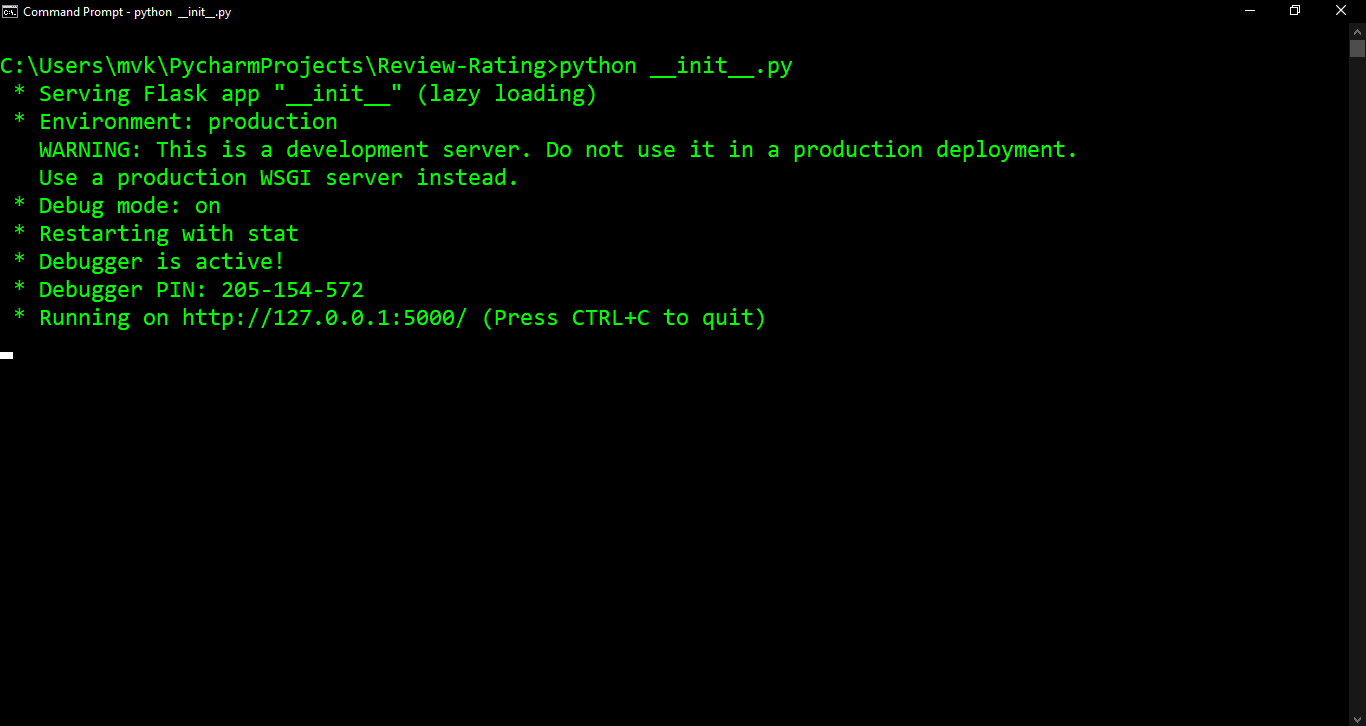 Command Prompt - python __init__.py
C:\Users\mvk\PycharmProjects\Review-Rating>python __init__.py
* Serving Flask app "__init__" (lazy loading)
* Environment: production
WARNING: This is a development server. Do not use it in a production deployment.
Use a production WSGI server instead.
* Debug mode: on
* Restarting with stat
* Debugger is active!
* Debugger PIN: 205-154-572
* Running on http://127.0.0.1:5000/ (Press CTRL+C to quit)